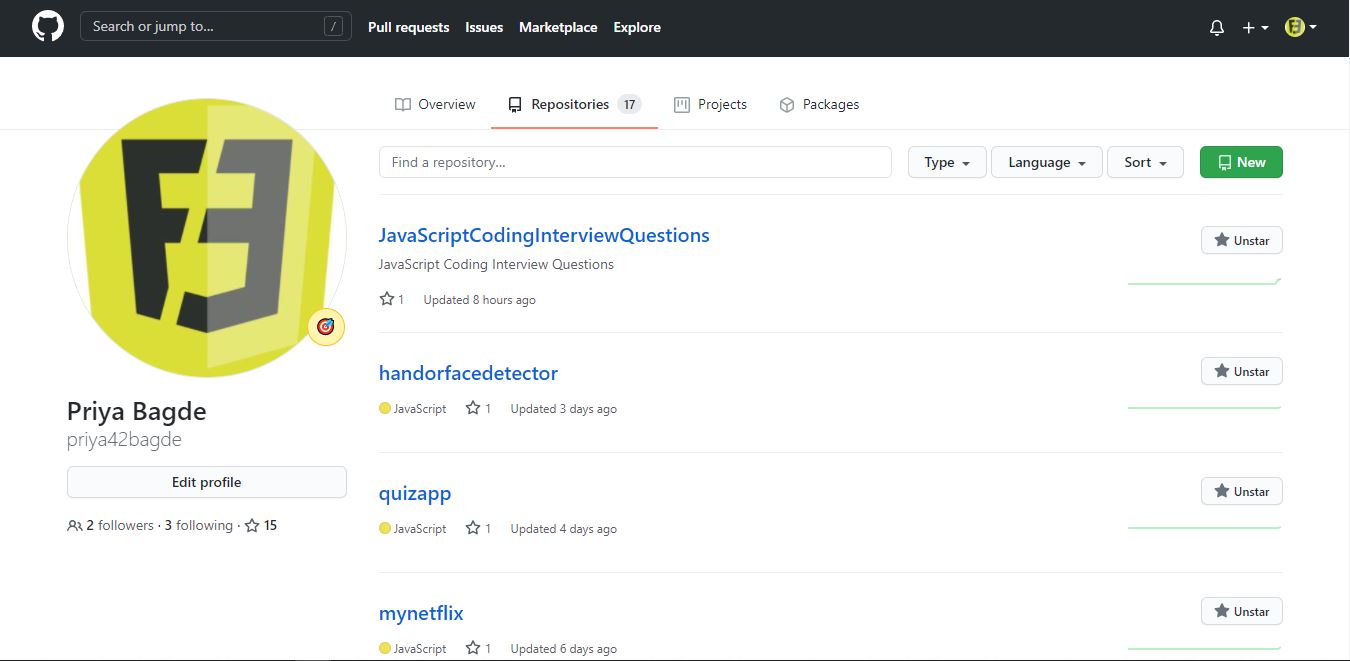 Search or jump to... / Pull requests Issues Marketplace Explore
Overview Repositories 17 Projects Packages
Find a repository... Type Language Sort New
JavaScriptCodingInterviewQuestions Unstar
JavaScript Coding Interview Questions
1 Updated 8 hours ago
handorfacedetector Unstar
JavaScript 1 Updated 3 days ago
quizapp Unstar
JavaScript 1 Updated 4 days ago
mynetflix Unstar
JavaScript 1 Updated 6 days ago
Priya Bagde
priya42bagde
Edit profile
2 followers · 3 following · 15